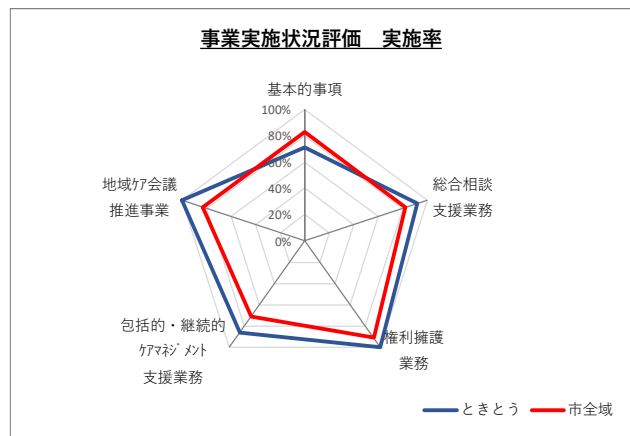 事業実施状況評価　実施率
基本的事項
100%
80%
60%
40%
20%
0%
総合相談
支援業務
権利擁護
業務
包括的・継続的
ｹｱﾏﾈｼﾞﾒﾝﾄ
支援業務
地域ｹｱ会議
推進事業
ときとう
市全域